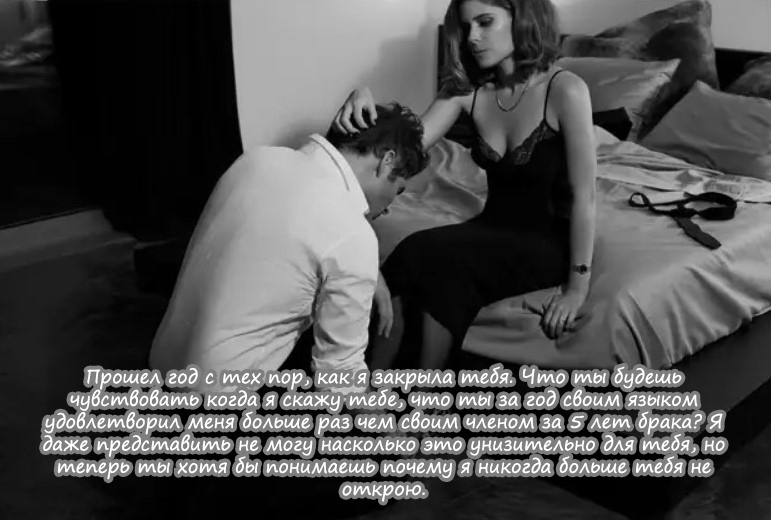 Прошел год с тех пор, как я закрыла тебя. Что ты будешь
чувствовать когда я скажу тебе, что ты за год своим языком
удовлетворил меня больше раз чем своим членом за 5 лет брака? Я
даже представить не могу насколько это унизительно для тебя, но
теперь ты хотя бы понимаешь почему я никогда больше тебя не
открою.